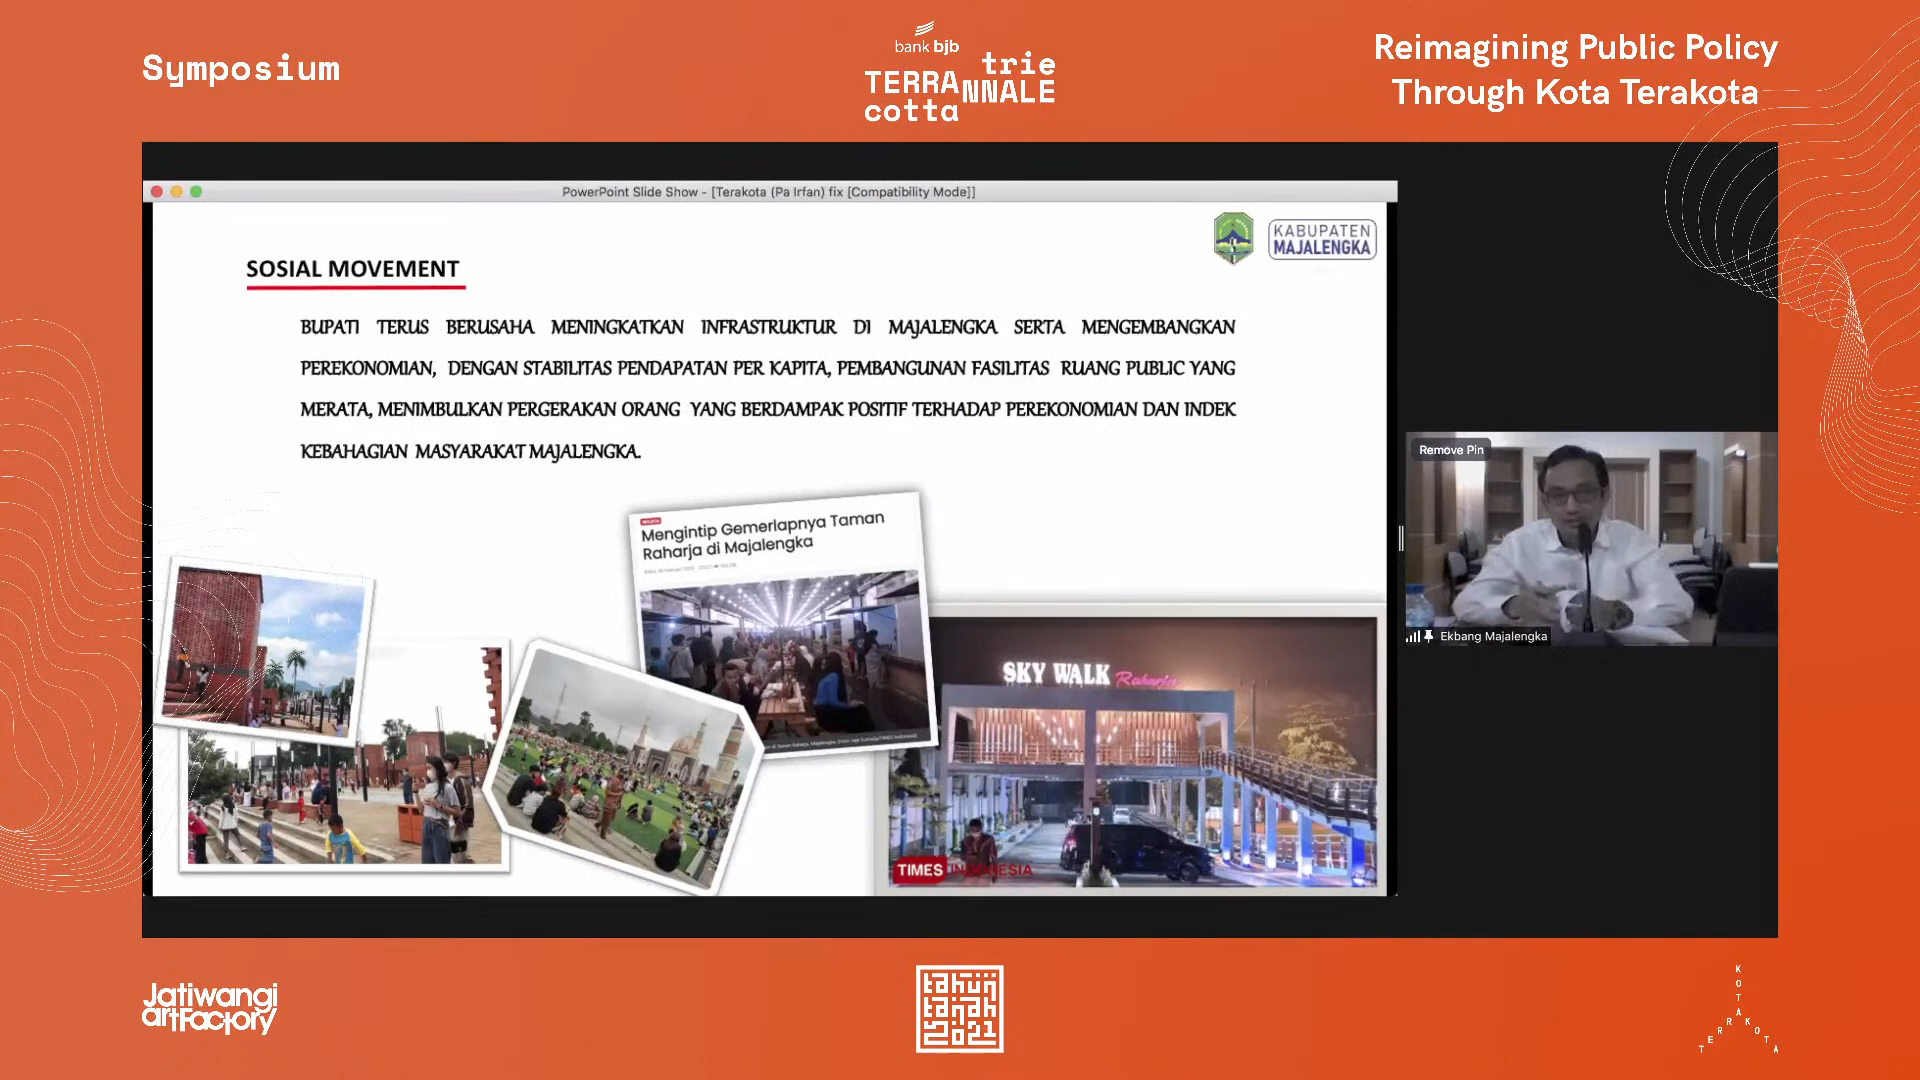 Symposium
bank bjb
trie
TERRA NNALE
cotta
Reimagining Public Policy
Through Kota Terakota
PowerPoint Slide Show - [Terakota (Pa Irfan) fix [Compatibility Mode]]
KABUPATEN
MAJALENGKA
SOSIAL MOVEMENT
BUPATI TERUS BERUSAHA MENINGKATKAN INFRASTRUKTUR DI MAJALENGKA SERTA MENGEMBANGKAN
PEREKONOMIAN, DENGAN STABILITAS PENDAPATAN PER KAPITA, PEMBANGUNAN FASILITAS RUANG PUBLIC YANG
MERATA, MENIMBULKAN PERGERAKAN ORANG YANG BERDAMPAK POSITIF TERHADAP PEREKONOMIAN DAN INDEK
KEBAHAGIAN MASYARAKAT MAJALENGKA.
Mengintip Gemerlapnya Taman
Raharja di Majalengka
SKY WALK Raharja
TIMES INDONESIA
Remove Pin
Ekbang Majalengka
Jatiwangi
artFactory
tahun
tanah
2021
KOTA
TERRAKOTA